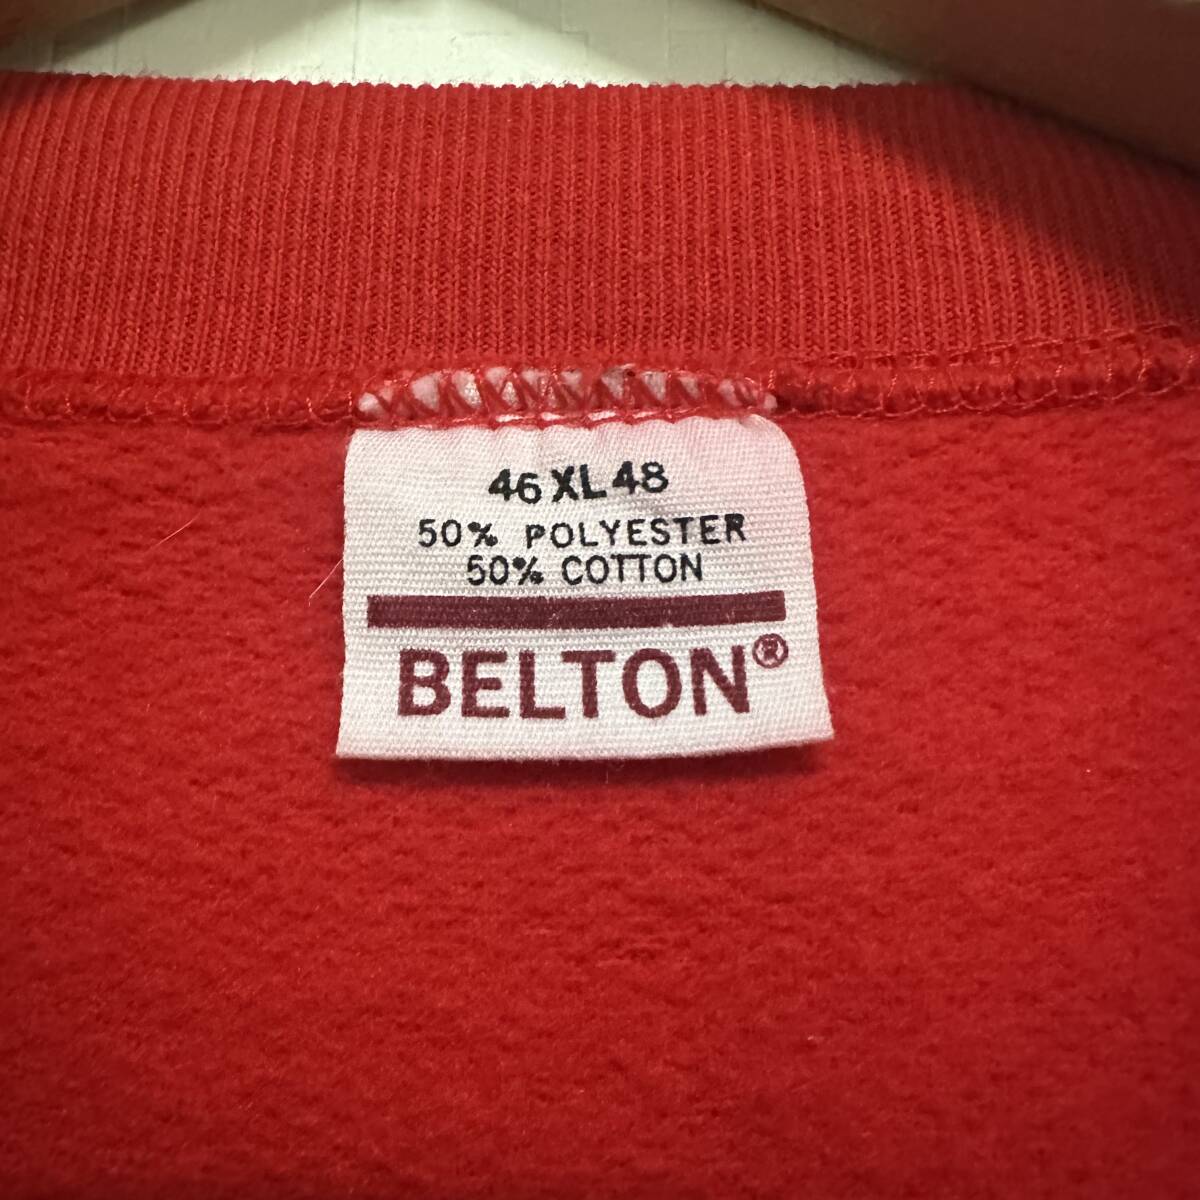 46 XL 48
50% POLYESTER
50% COTTON
BELTON®